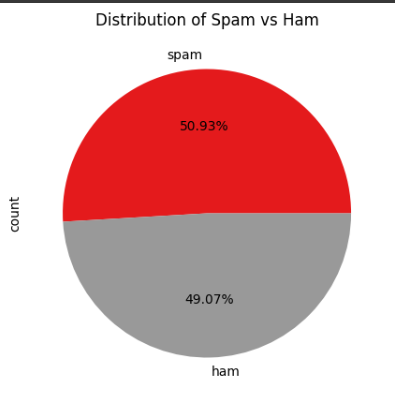 Distribution of Spam vs Ham
spam
50.93%
count
49.07%
ham